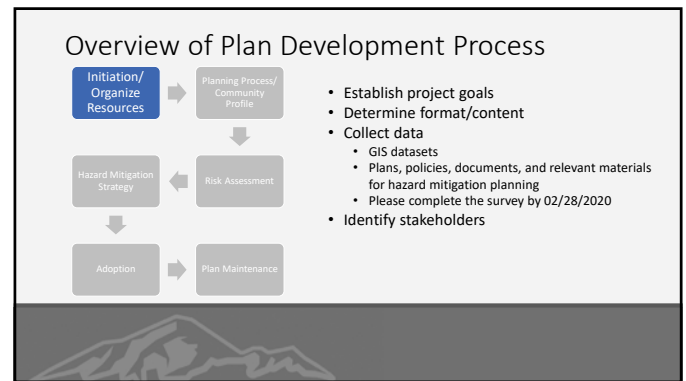 Overview of Plan Development Process
Initiation/
Organize
Resources
Planning Process/
Community
Profile
Hazard Mitigation
Strategy
Risk Assessment
Adoption
Plan Maintenance
• Establish project goals
• Determine format/content
• Collect data
• GIS datasets
• Plans, policies, documents, and relevant materials
for hazard mitigation planning
• Please complete the survey by 02/28/2020
• Identify stakeholders